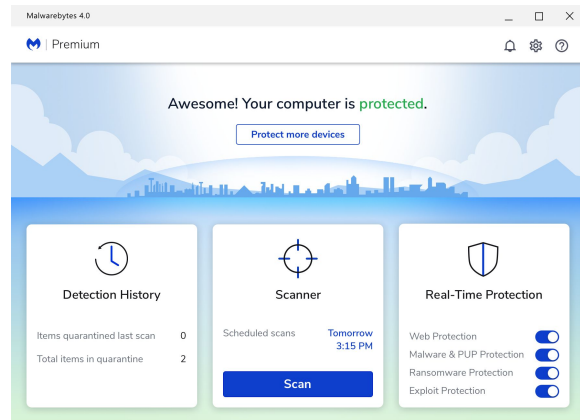 Malwarebytes 4.0
Premium
Awesome! Your computer is protected.
Protect more devices
Detection History
Items quarantined last scan 0
Total items in quarantine 2
Scanner
Scheduled scans Tomorrow
3:15 PM
Scan
Real-Time Protection
Web Protection
Malware & PUP Protection
Ransomware Protection
Exploit Protection